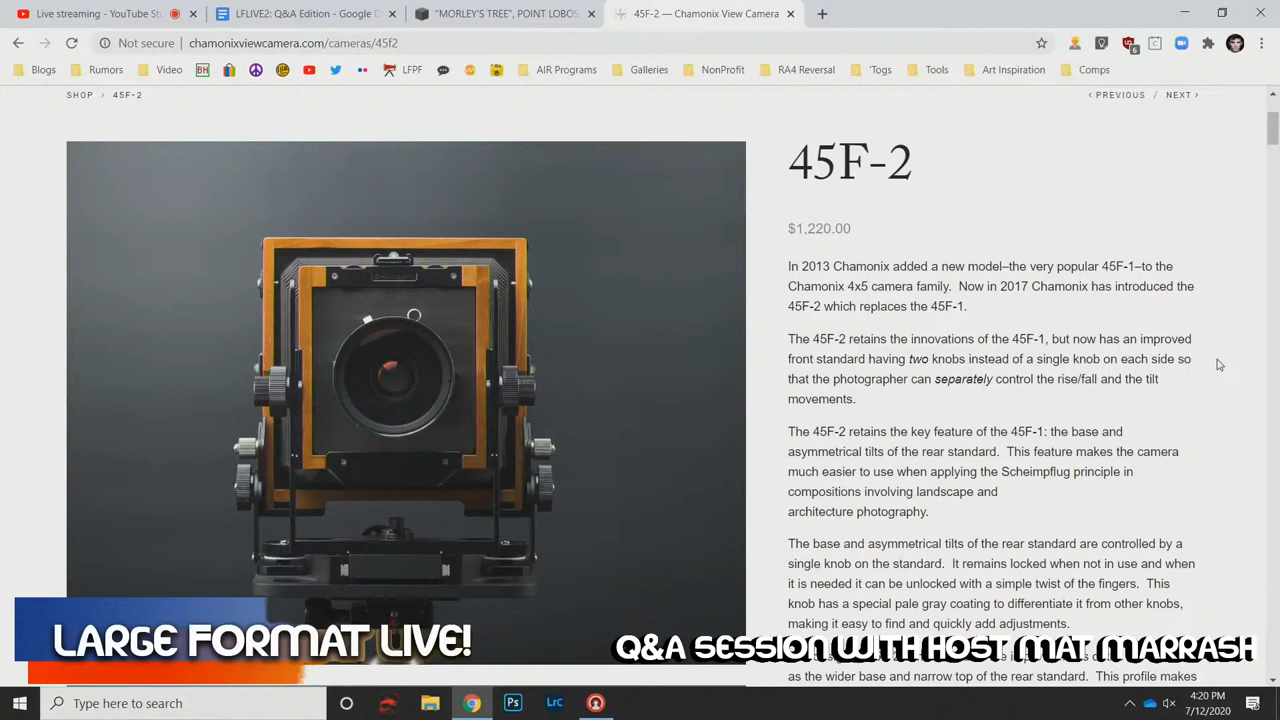 Live streaming - YouTube St
LFLIVE2: Q&A Edition - Google D
"MORLEY'S TREE", POINT LOBOS
45F-2 — Chamonix View Camera
Not secure
chamonixviewcamera.com/cameras/45f2
6
Blogs
Rumors
Video
BH
LFPF
AIR Programs
Galleries
NonProfit
RA4 Reversal
'Togs
Tools
Art Inspiration
Comps
SHOP > 45F-2
‹ PREVIOUS / NEXT ›
45F-2
$1,220.00
In 2013 Chamonix added a new model–the very popular 45F-1–to the
Chamonix 4x5 camera family. Now in 2017 Chamonix has introduced the
45F-2 which replaces the 45F-1.
The 45F-2 retains the innovations of the 45F-1, but now has an improved
front standard having two knobs instead of a single knob on each side so
that the photographer can separately control the rise/fall and the tilt
movements.
The 45F-2 retains the key feature of the 45F-1: the base and
asymmetrical tilts of the rear standard. This feature makes the camera
much easier to use when applying the Scheimpflug principle in
compositions involving landscape and
architecture photography.
The base and asymmetrical tilts of the rear standard are controlled by a
single knob on the standard. It remains locked when not in use and when
it is needed it can be unlocked with a simple twist of the fingers. This
knob has a special pale gray coating to differentiate it from other knobs,
making it easy to find and quickly add adjustments.
as the wider base and narrow top of the rear standard. This profile makes
LARGE FORMAT LIVE!
Q&A SESSION WITH HOST MAT MARRASH
Type here to search
Ps
Lrc
4:20 PM
7/12/2020